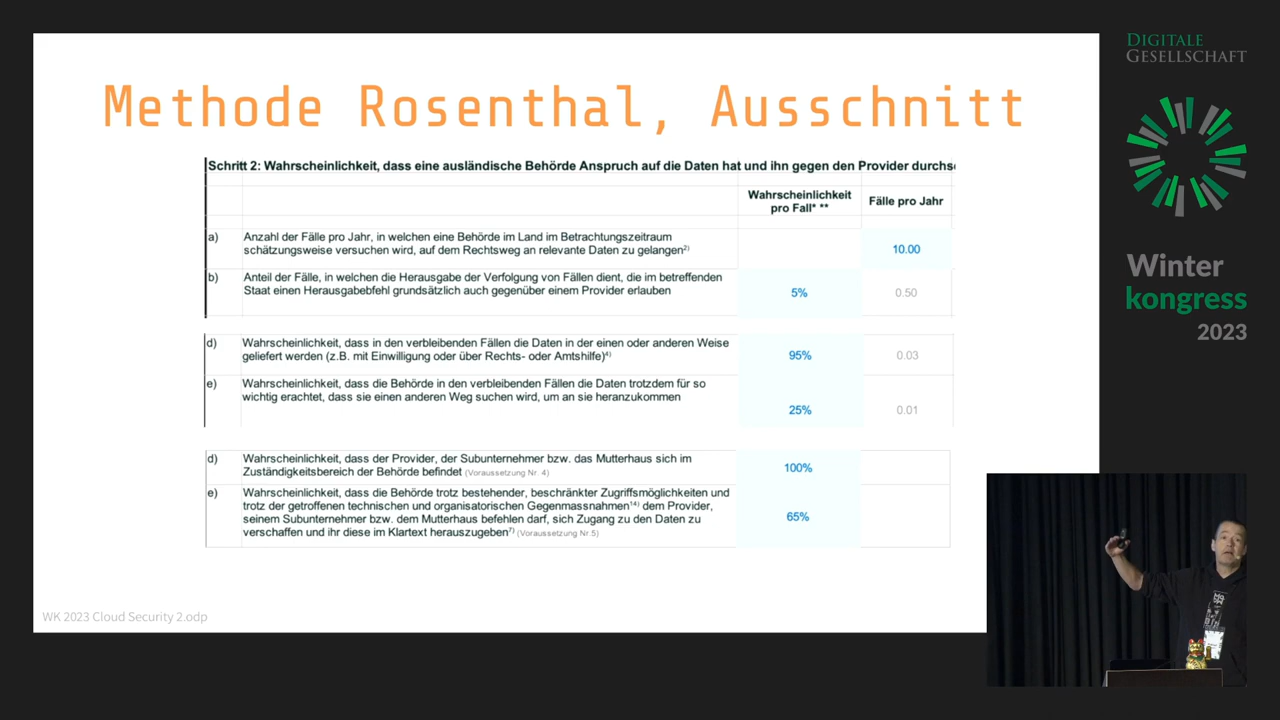 Methode Rosenthal, Ausschnitt
Schritt 2: Wahrscheinlichkeit, dass eine ausländische Behörde Anspruch auf die Daten hat und ihn gegen den Provider durchs
Wahrscheinlichkeit
pro Fall* **
Fälle pro Jahr
a)
Anzahl der Fälle pro Jahr, in welchen eine Behörde im Land im Betrachtungszeitraum
schätzungsweise versuchen wird, auf dem Rechtsweg an relevante Daten zu gelangen²⁾
10.00
b)
Anteil der Fälle, in welchen die Herausgabe der Verfolgung von Fällen dient, die im betreffenden
Staat einen Herausgabebfehl grundsätzlich auch gegenüber einem Provider erlauben
5%
0.50
d)
Wahrscheinlichkeit, dass in den verbleibenden Fällen die Daten in der einen oder anderen Weise
geliefert werden (z.B. mit Einwilligung oder über Rechts- oder Amtshilfe)⁴⁾
95%
0.03
e)
Wahrscheinlichkeit, dass die Behörde in den verbleibenden Fällen die Daten trotzdem für so
wichtig erachtet, dass sie einen anderen Weg suchen wird, um an sie heranzukommen
25%
0.01
d)
Wahrscheinlichkeit, dass der Provider, der Subunternehmer bzw. das Mutterhaus sich im
Zuständigkeitsbereich der Behörde befindet (Voraussetzung Nr. 4)
100%
e)
Wahrscheinlichkeit, dass die Behörde trotz bestehender, beschränkter Zugriffsmöglichkeiten und
trotz der getroffenen technischen und organisatorischen Gegenmassnahmen¹⁴⁾ dem Provider,
seinem Subunternehmer bzw. dem Mutterhaus befehlen darf, sich Zugang zu den Daten zu
verschaffen und ihr diese im Klartext herauszugeben⁷⁾ (Voraussetzung Nr.5)
65%
WK 2023 Cloud Security 2.odp
DIGITALE
GESELLSCHAFT
Winter
kongress
2023